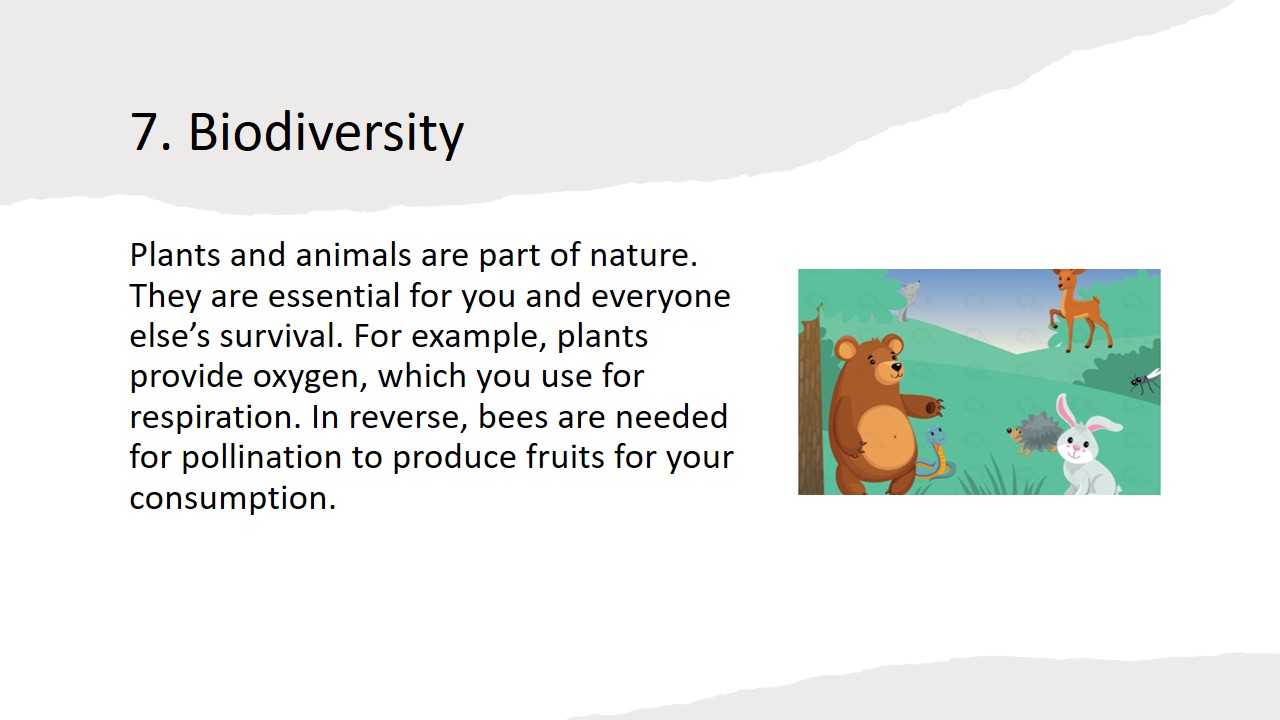 7. Biodiversity
Plants and animals are part of nature.
They are essential for you and everyone
else’s survival. For example, plants
provide oxygen, which you use for
respiration. In reverse, bees are needed
for pollination to produce fruits for your
consumption.